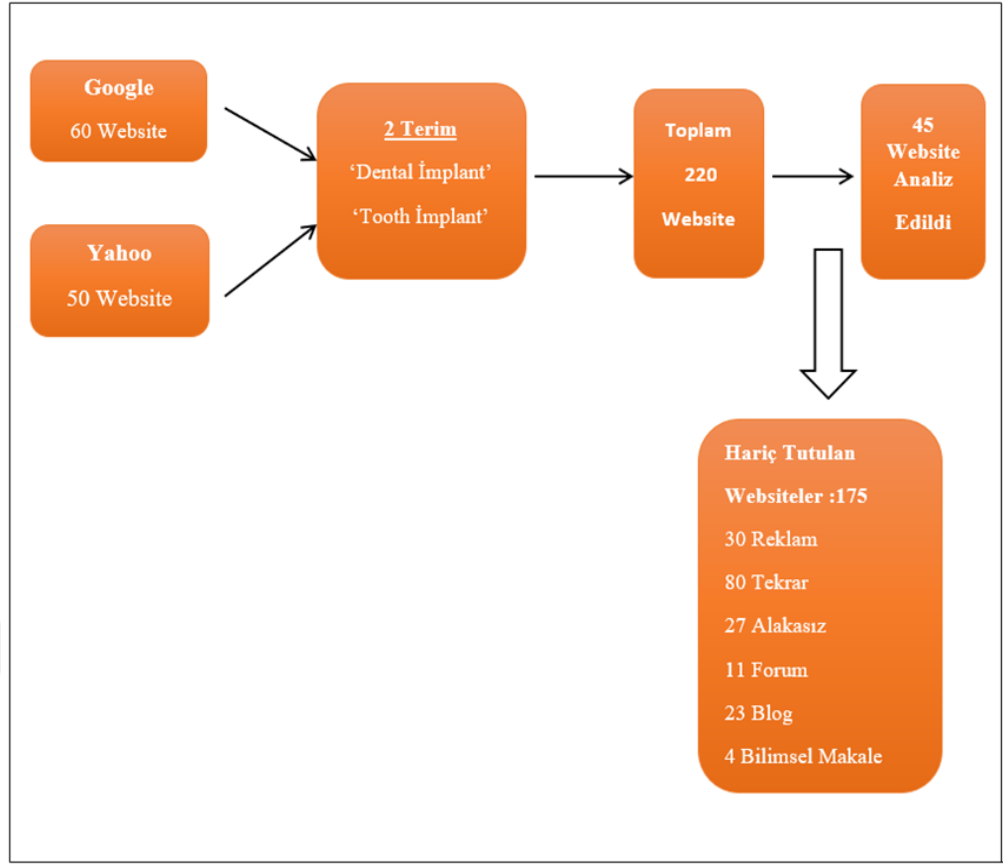 Google
60 Website
Yahoo
50 Website
2 Terim
‘Dental İmplant’
‘Tooth İmplant’
Toplam
220
Website
45
Website
Analiz
Edildi
Hariç Tutulan
Websiteler :175
30 Reklam
80 Tekrar
27 Alakasız
11 Forum
23 Blog
4 Bilimsel Makale